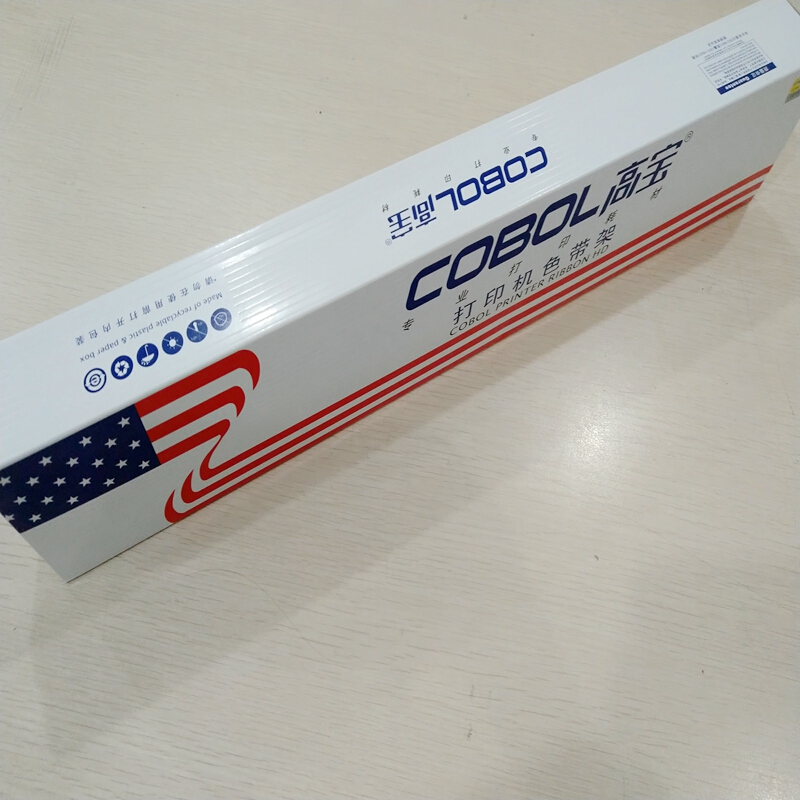 COBOL高宝®
专业打印耗材
打印机色带架
COBOL PRINTER RIBBON HD
COBOL高宝®
专业打印耗材
*请勿在使用前打开内包装
Made of recyclable plastic & paper box
Guarantee